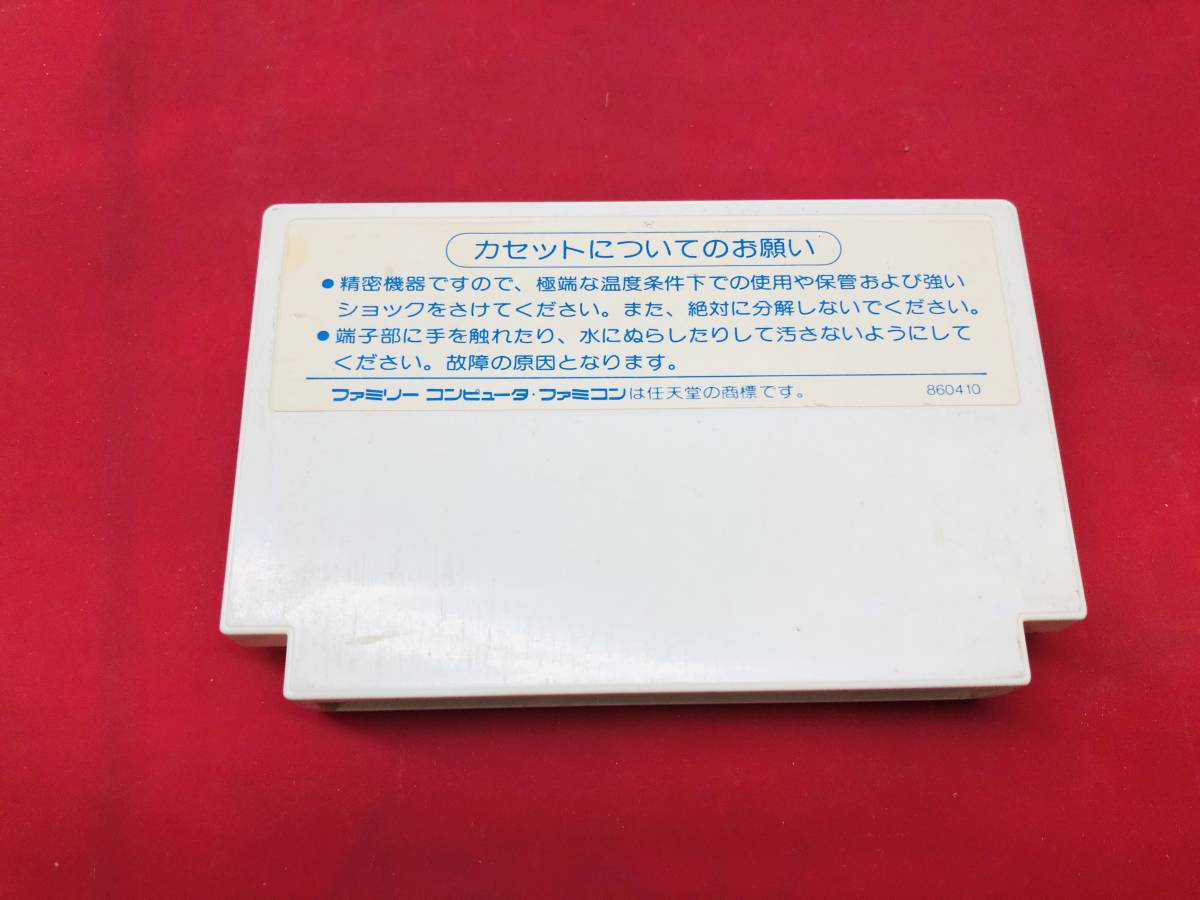 カセットについてのお願い
●精密機器ですので、極端な温度条件下での使用や保管および強い
ショックをさけてください。また、絶対に分解しないでください。
●端子部に手を触れたり、水にぬらしたりして汚さないようにして
ください。故障の原因となります。
ファミリー コンピュータ・ファミコンは任天堂の商標です。 860410